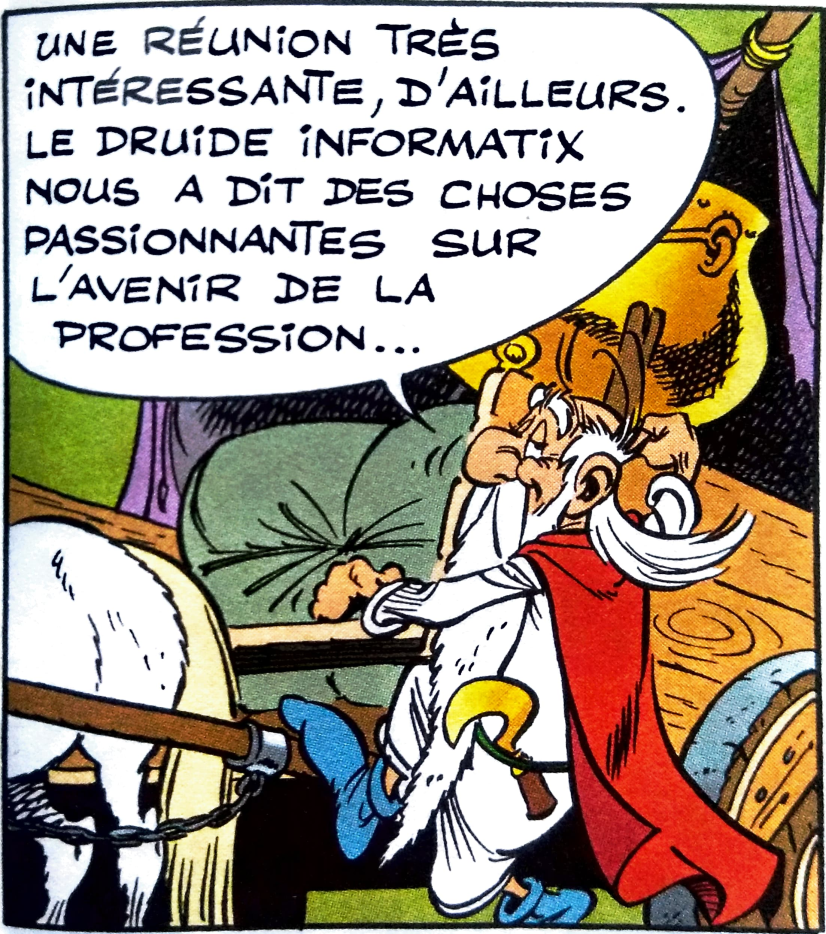 UNE RÉUNION TRÈS
INTÉRESSANTE, D'AILLEURS.
LE DRUIDE INFORMATIX
NOUS A DIT DES CHOSES
PASSIONNANTES SUR
L'AVENIR DE LA
PROFESSION...